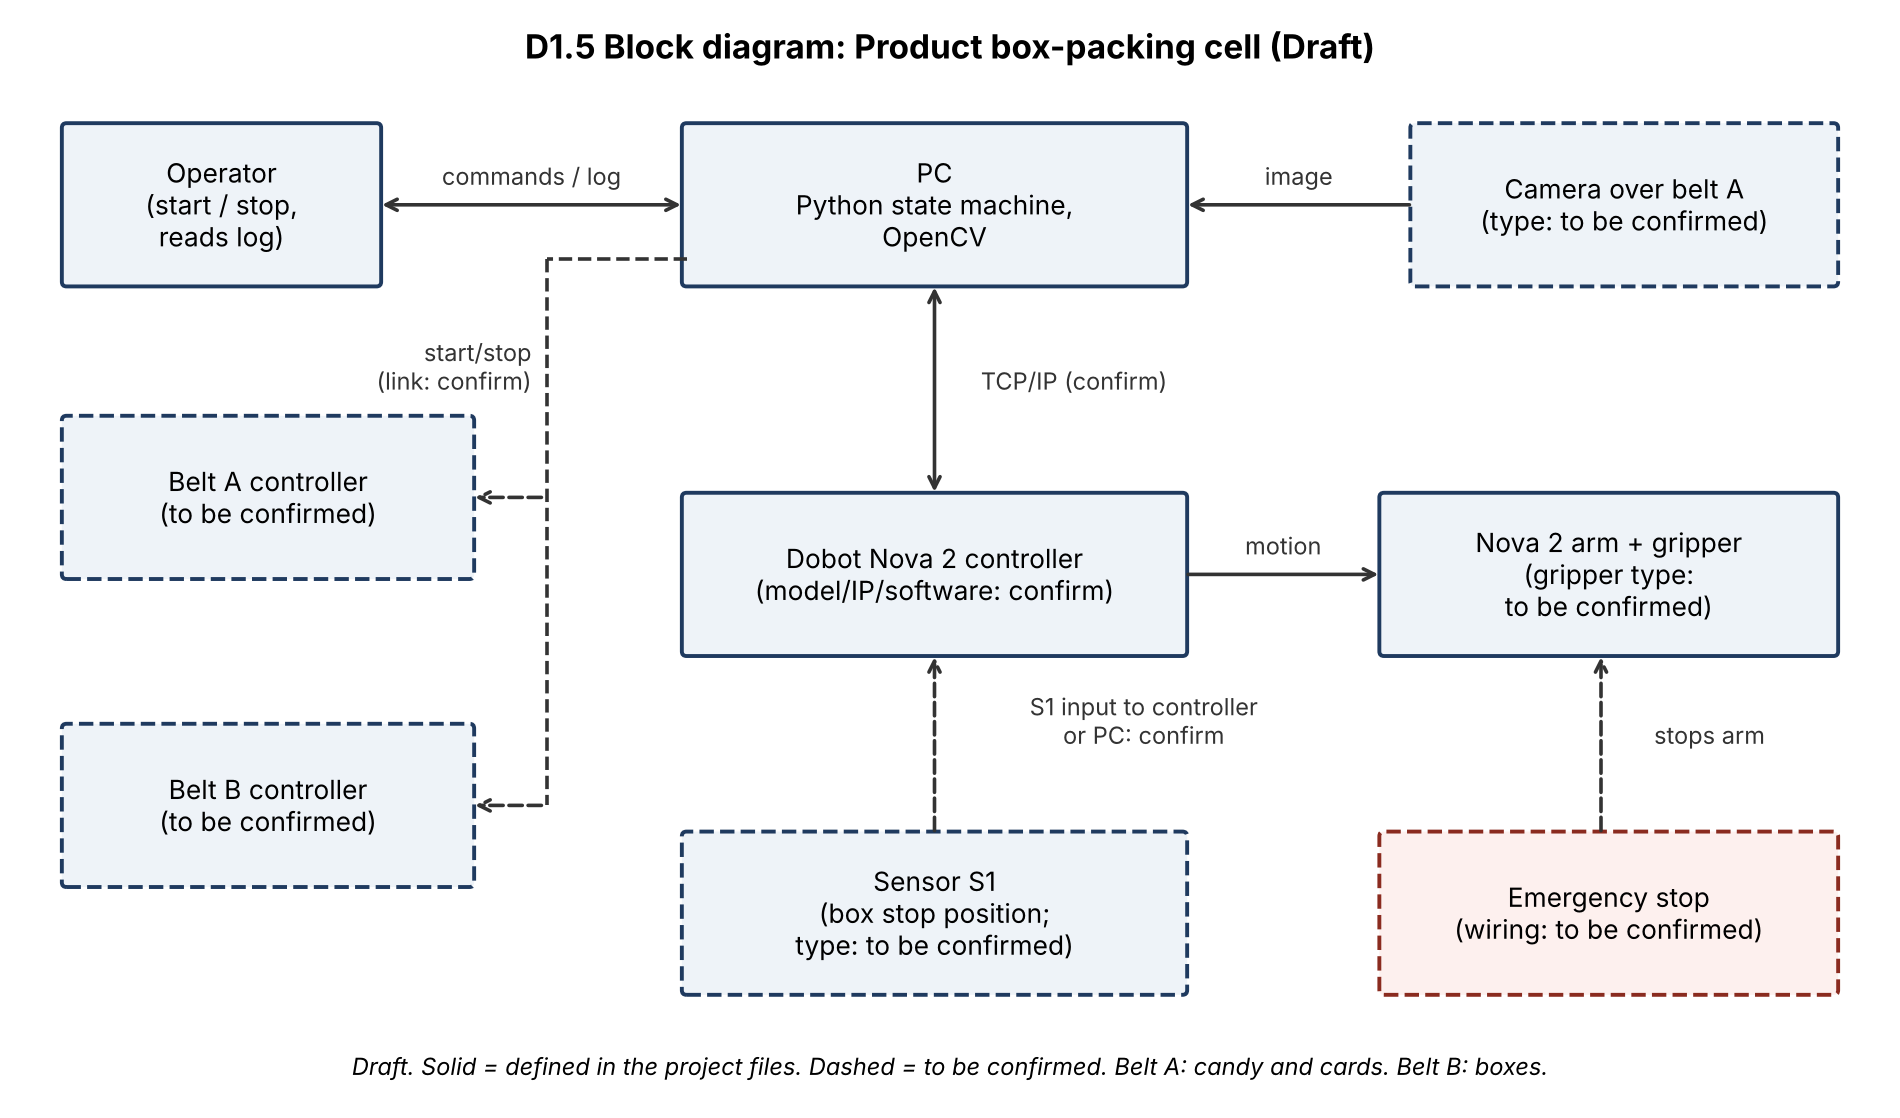 D1.5 Block diagram: Product box-packing cell (Draft)
Operator
(start / stop,
reads log)
commands / log
PC
Python state machine,
OpenCV
image
Camera over belt A
(type: to be confirmed)
start/stop
(link: confirm)
TCP/IP (confirm)
Belt A controller
(to be confirmed)
Dobot Nova 2 controller
(model/IP/software: confirm)
motion
Nova 2 arm + gripper
(gripper type:
to be confirmed)
S1 input to controller
or PC: confirm
stops arm
Belt B controller
(to be confirmed)
Sensor S1
(box stop position;
type: to be confirmed)
Emergency stop
(wiring: to be confirmed)
Draft. Solid = defined in the project files. Dashed = to be confirmed. Belt A: candy and cards. Belt B: boxes.